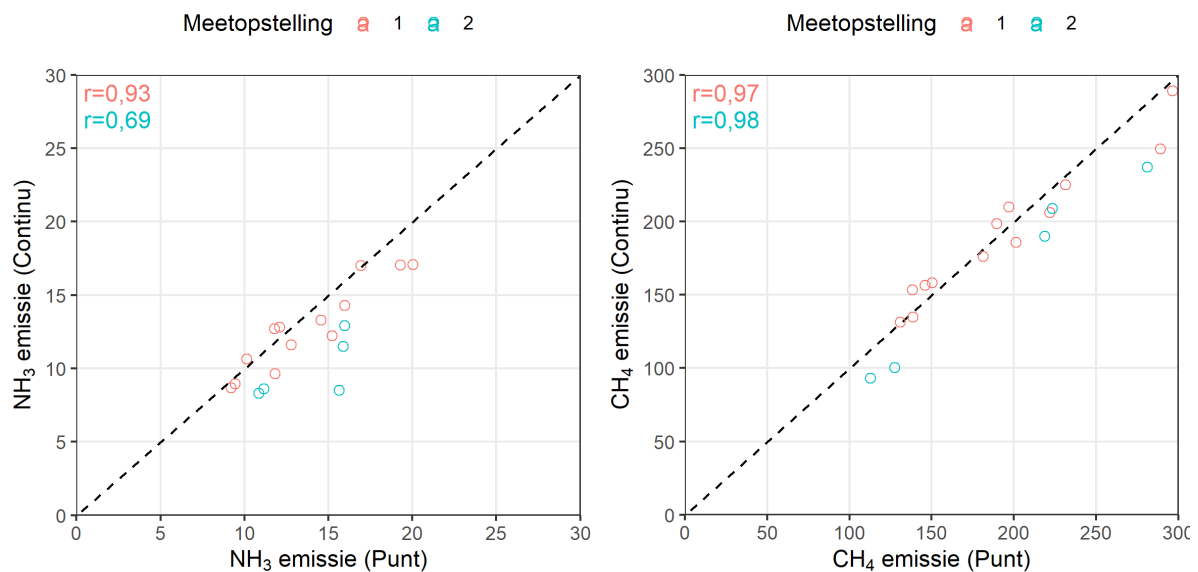 Meetopstelling a 1 a 2
r=0,93
r=0,69
30
25
20
15
10
5
0
0 5 10 15 20 25 30
NH₃ emissie (Continu)
NH₃ emissie (Punt)
Meetopstelling a 1 a 2
r=0,97
r=0,98
300
250
200
150
100
50
0
0 50 100 150 200 250 300
CH₄ emissie (Continu)
CH₄ emissie (Punt)